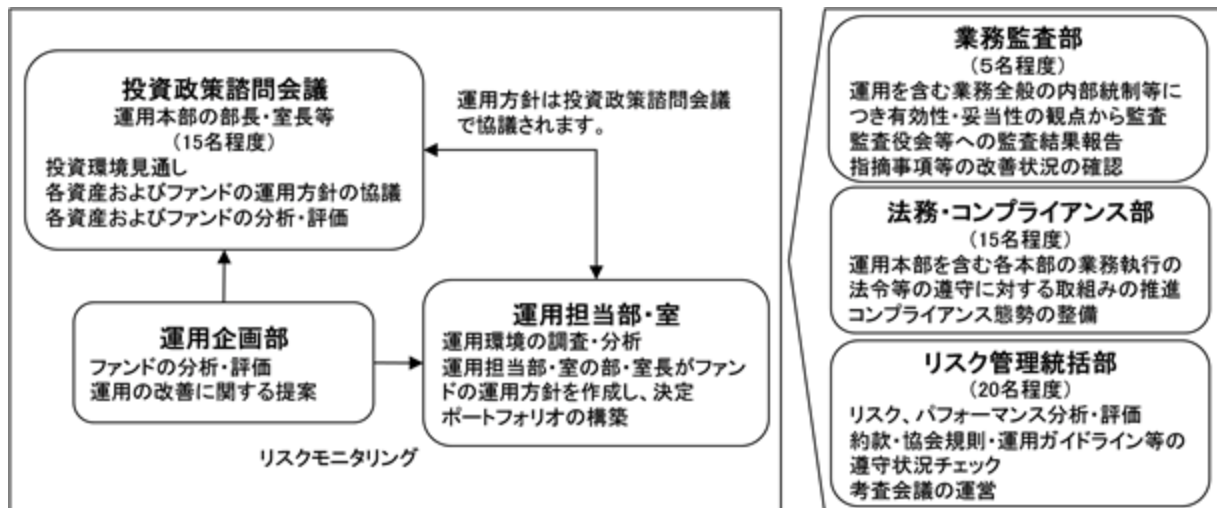 投資政策諮問会議
運用本部の部長・室長等
(15名程度)
投資環境見通し
各資産およびファンドの運用方針の協議
各資産およびファンドの分析・評価
運用方針は投資政策諮問会議
で協議されます。
運用企画部
ファンドの分析・評価
運用の改善に関する提案
運用担当部・室
運用環境の調査・分析
運用担当部・室の部・室長がファン
ドの運用方針を作成し、決定
ポートフォリオの構築
リスクモニタリング
業務監査部
(5名程度)
運用を含む業務全般の内部統制等に
つき有効性・妥当性の観点から監査
監査役会等への監査結果報告
指摘事項等の改善状況の確認
法務・コンプライアンス部
(15名程度)
運用本部を含む各本部の業務執行の
法令等の遵守に対する取組みの推進
コンプライアンス態勢の整備
リスク管理統括部
(20名程度)
リスク、パフォーマンス分析・評価
約款・協会規則・運用ガイドライン等の
遵守状況チェック
考査会議の運営